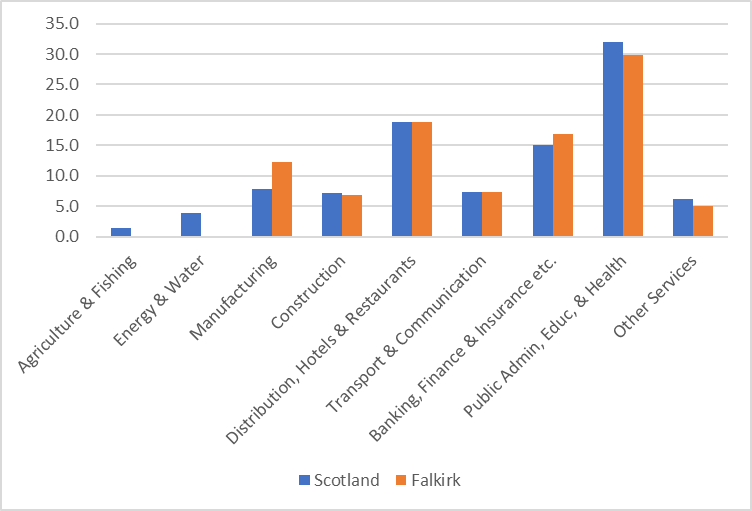 35.0
30.0
25.0
20.0
15.0
10.0
5.0
0.0
Agriculture & Fishing
Energy & Water
Manufacturing
Construction
Distribution, Hotels & Restaurants
Transport & Communication
Banking, Finance & Insurance etc.
Public Admin, Educ, & Health
Other Services
Scotland
Falkirk